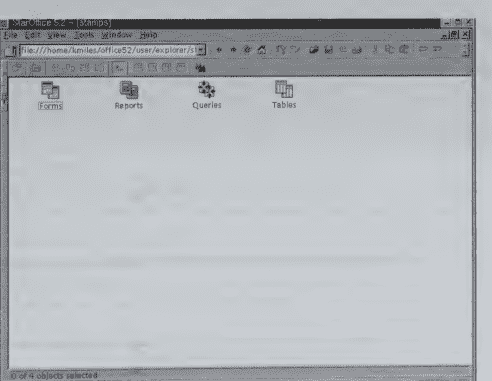 StarOffice 5.2 - [stamps]
File Edit View Tools Window Help
file:///home/kmiles/office52/user/explorer/s
Forms Reports Queries Tables
0 of 4 objects selected